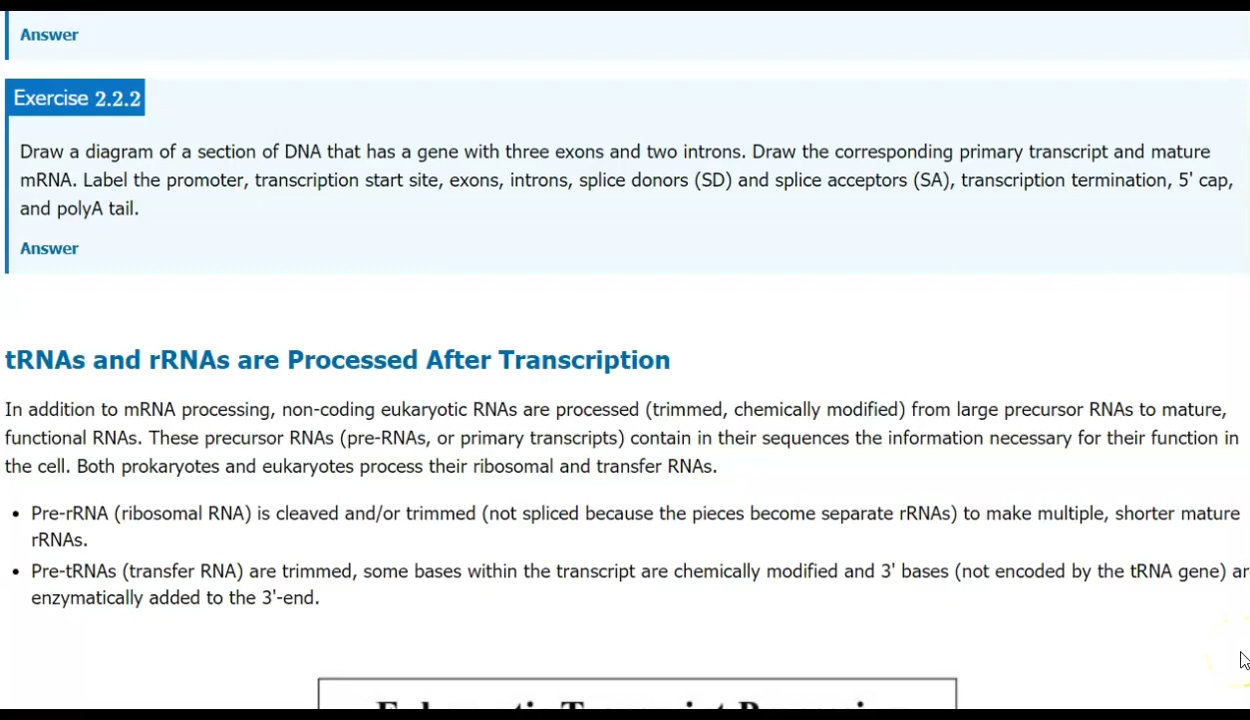 Answer
Exercise 2.2.2
Draw a diagram of a section of DNA that has a gene with three exons and two introns. Draw the corresponding primary transcript and mature
mRNA. Label the promoter, transcription start site, exons, introns, splice donors (SD) and splice acceptors (SA), transcription termination, 5' cap,
and polyA tail.
Answer
tRNAs and rRNAs are Processed After Transcription
In addition to mRNA processing, non-coding eukaryotic RNAs are processed (trimmed, chemically modified) from large precursor RNAs to mature,
functional RNAs. These precursor RNAs (pre-RNAs, or primary transcripts) contain in their sequences the information necessary for their function in
the cell. Both prokaryotes and eukaryotes process their ribosomal and transfer RNAs.
• Pre-rRNA (ribosomal RNA) is cleaved and/or trimmed (not spliced because the pieces become separate rRNAs) to make multiple, shorter mature
rRNAs.
• Pre-tRNAs (transfer RNA) are trimmed, some bases within the transcript are chemically modified and 3' bases (not encoded by the tRNA gene)
enzymatically added to the 3'-end.